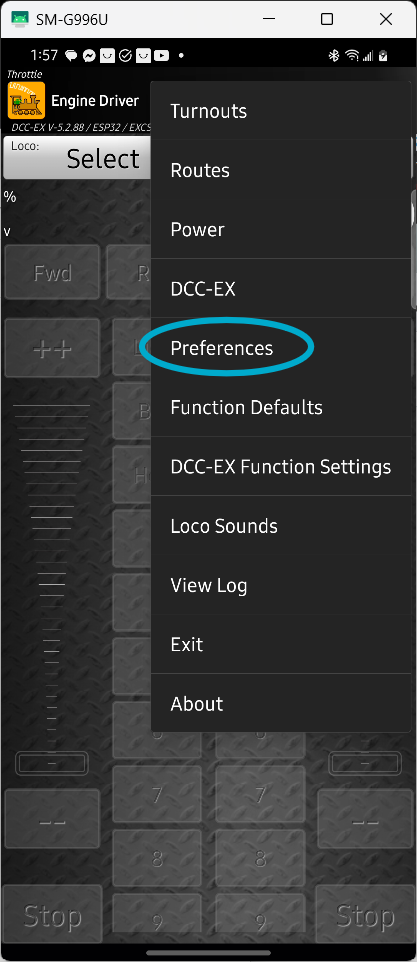 SM-G996U
1:57
Throttle
Engine Driver
DCC-EX V-5.2.88 / ESP32 / EXCS
Loco:
Select
%
v
Fwd
R
++
Turnouts
Routes
Power
DCC-EX
Preferences
Function Defaults
DCC-EX Function Settings
Loco Sounds
View Log
Exit
About
7 7
-- --
8 8
Stop Stop
9 9